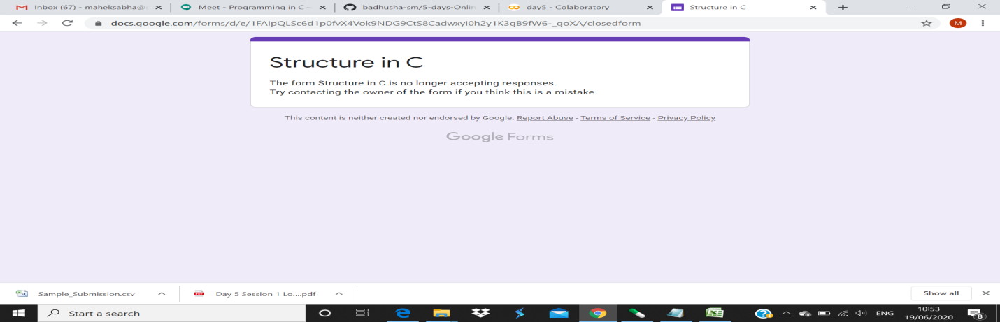 Inbox (67) - maheksabha@
Meet - Programming in C -
badhusha-sm/5-days-Onlin
day5 - Colaboratory
Structure in C
docs.google.com/forms/d/e/1FAIpQLSc6d1p0fvX4Vok9NDG9CtS8CadwxyI0h2y1K3gB9fW6-_goXA/closedform
M
Structure in C
The form Structure in C is no longer accepting responses.
Try contacting the owner of the form if you think this is a mistake.
This content is neither created nor endorsed by Google. Report Abuse - Terms of Service - Privacy Policy
Google Forms
Sample_Submission.csv
PDF
Day 5 Session 1 Lo....pdf
Show all
Start a search
ENG
10:53
19/06/2020
8